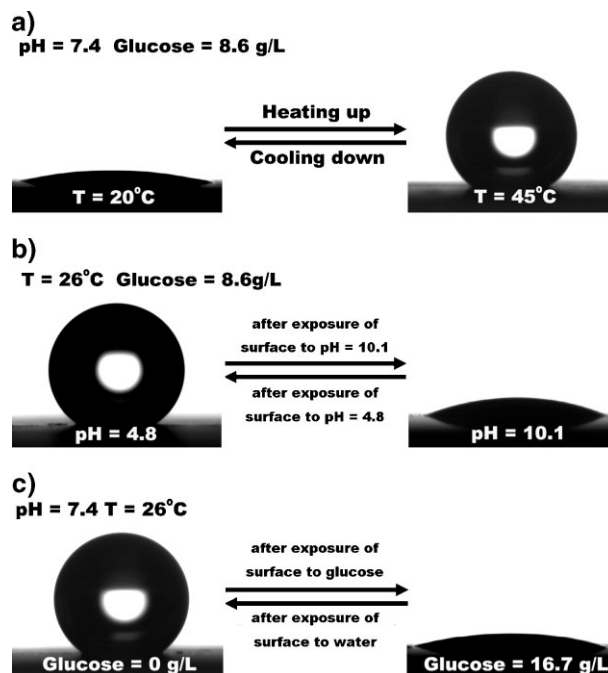 a)
pH = 7.4 Glucose = 8.6 g/L
Heating up
Cooling down
T = 20°C
T = 45°C
b)
T = 26°C Glucose = 8.6g/L
after exposure of
surface to pH = 10.1
after exposure of
surface to pH = 4.8
pH = 4.8
pH = 10.1
c)
pH = 7.4 T = 26°C
after exposure of
surface to glucose
after exposure of
surface to water
Glucose = 0 g/L
Glucose = 16.7 g/L